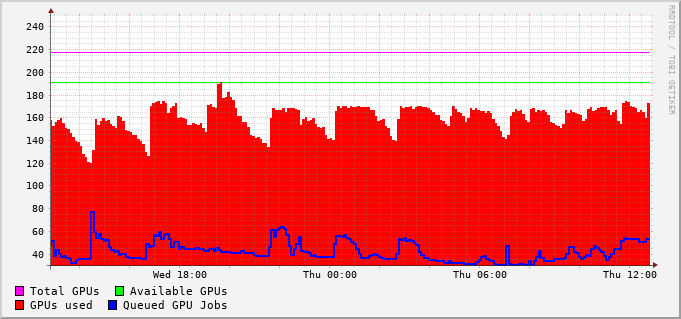 RRDTOOL / TOBI OETIKER
240
220
200
180
160
140
120
100
80
60
40
Wed 18:00 Thu 00:00 Thu 06:00 Thu 12:00
Total GPUs Available GPUs
GPUs used Queued GPU Jobs